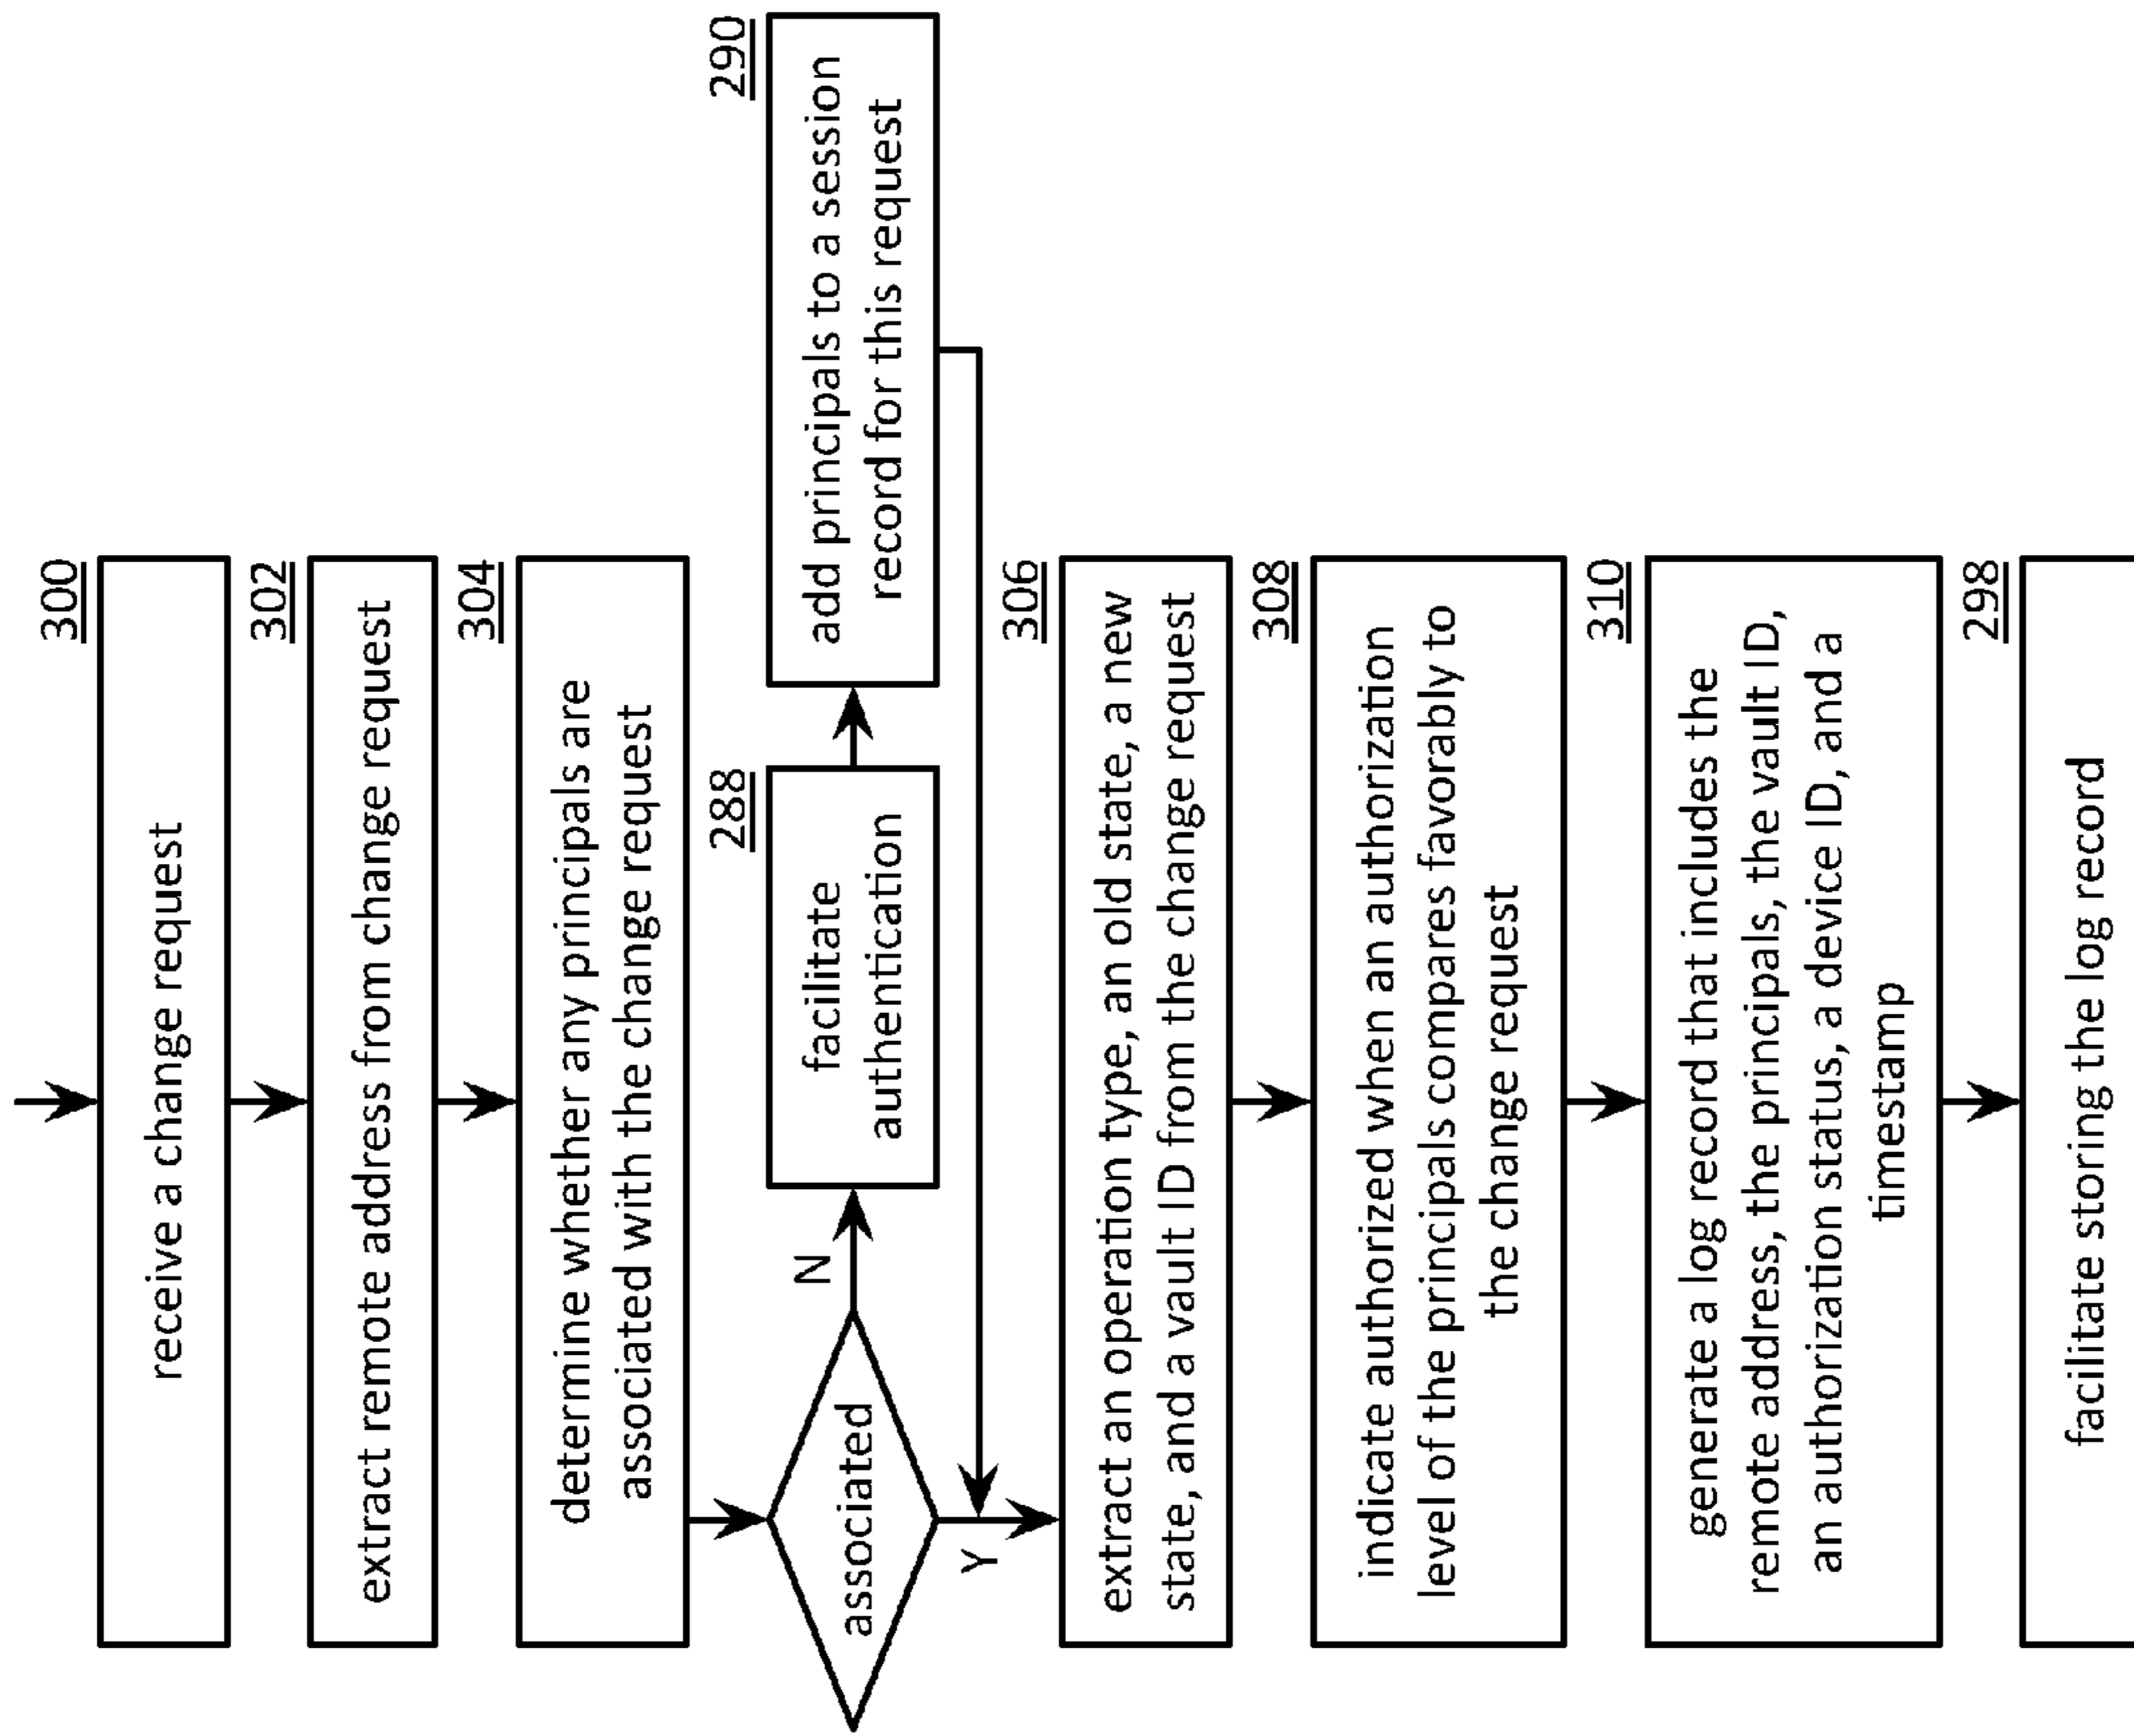 300
receive a change request
302
extract remote address from change request
304
determine whether any principals are
associated with the change request
associated
N
Y
288
facilitate
authentication
290
add principals to a session
record for this request
306
extract an operation type, an old state, a new
state, and a vault ID from the change request
308
indicate authorized when an authorization
level of the principals compares favorably to
the change request
310
generate a log record that includes the
remote address, the principals, the vault ID,
an authorization status, a device ID, and a
timestamp
298
facilitate storing the log record